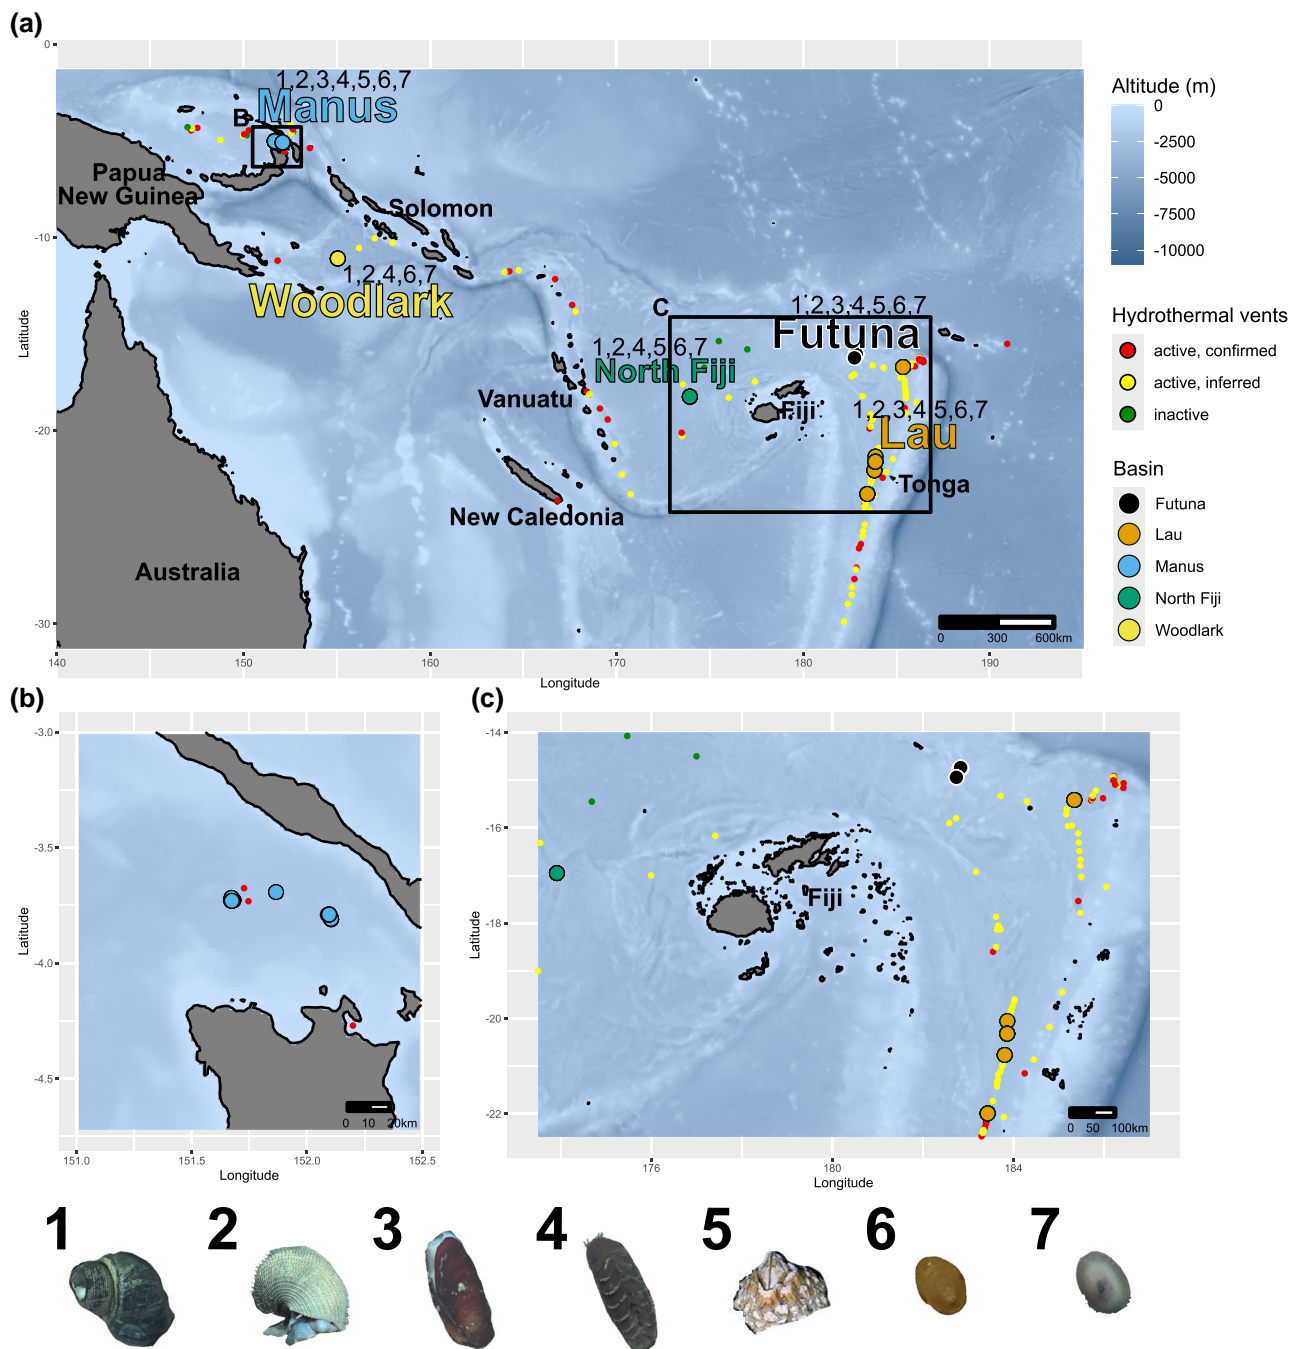 (a)
0
-10
-20
-30
Latitude
140
150
160
170
180
190
Longitude
1,2,3,4,5,6,7
Manus
B
Papua
New Guinea
Solomon
1,2,4,6,7
Woodlark
C
1,2,3,4,5,6,7
Futuna
1,2,4,5,6,7
North Fiji
Vanuatu
Fiji
1,2,3,4,5,6,7
Lau
Tonga
New Caledonia
Australia
0 300 600km
Altitude (m)
0
-2500
-5000
-7500
-10000
Hydrothermal vents
active, confirmed
active, inferred
inactive
Basin
Futuna
Lau
Manus
North Fiji
Woodlark
(b)
-3.0
-3.5
-4.0
-4.5
Latitude
0 10 20km
151.0
151.5
152.0
152.5
Longitude
(c)
-14
-16
-18
-20
-22
Latitude
Fiji
0 50 100km
176
180
184
Longitude
1 2 3 4 5 6 7